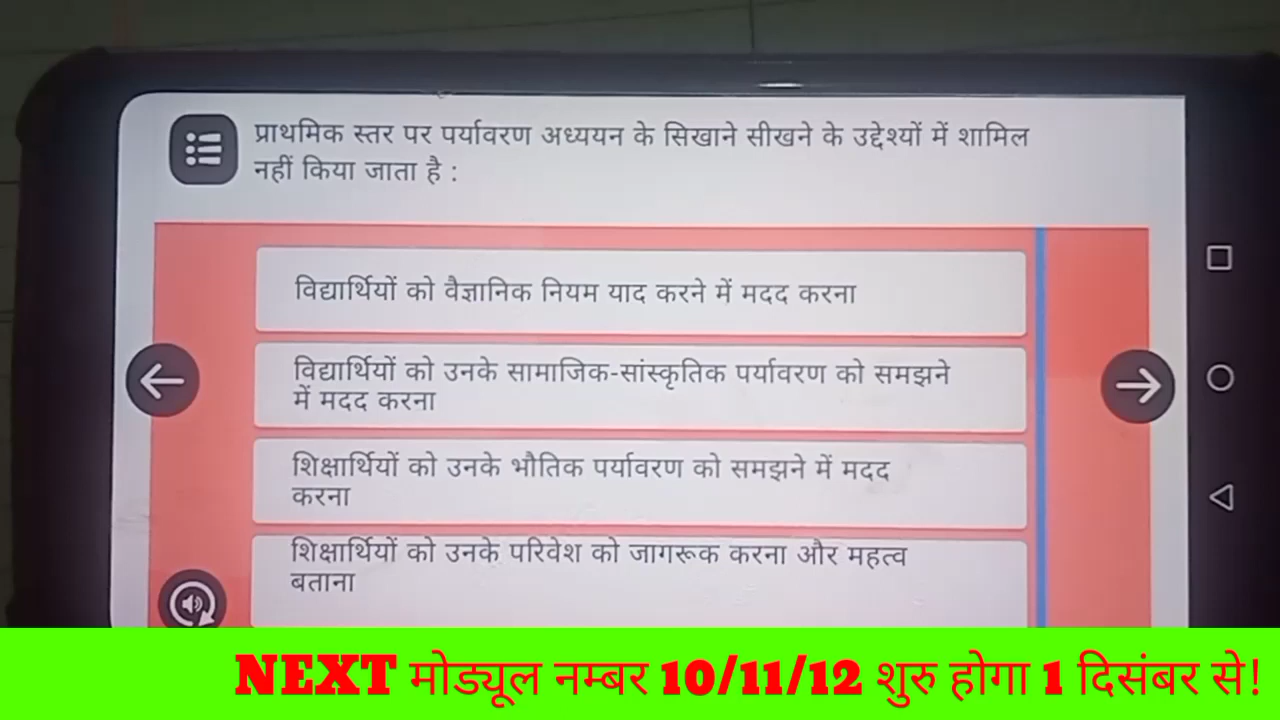 प्राथमिक स्तर पर पर्यावरण अध्ययन के सिखाने सीखने के उद्देश्यों में शामिल
नहीं किया जाता है :
विद्यार्थियों को वैज्ञानिक नियम याद करने में मदद करना
विद्यार्थियों को उनके सामाजिक-सांस्कृतिक पर्यावरण को समझने
में मदद करना
शिक्षार्थियों को उनके भौतिक पर्यावरण को समझने में मदद
करना
शिक्षार्थियों को उनके परिवेश को जागरूक करना और महत्व
बताना
NEXT मोड्यूल नम्बर 10/11/12 शुरु होगा 1 दिसंबर से!